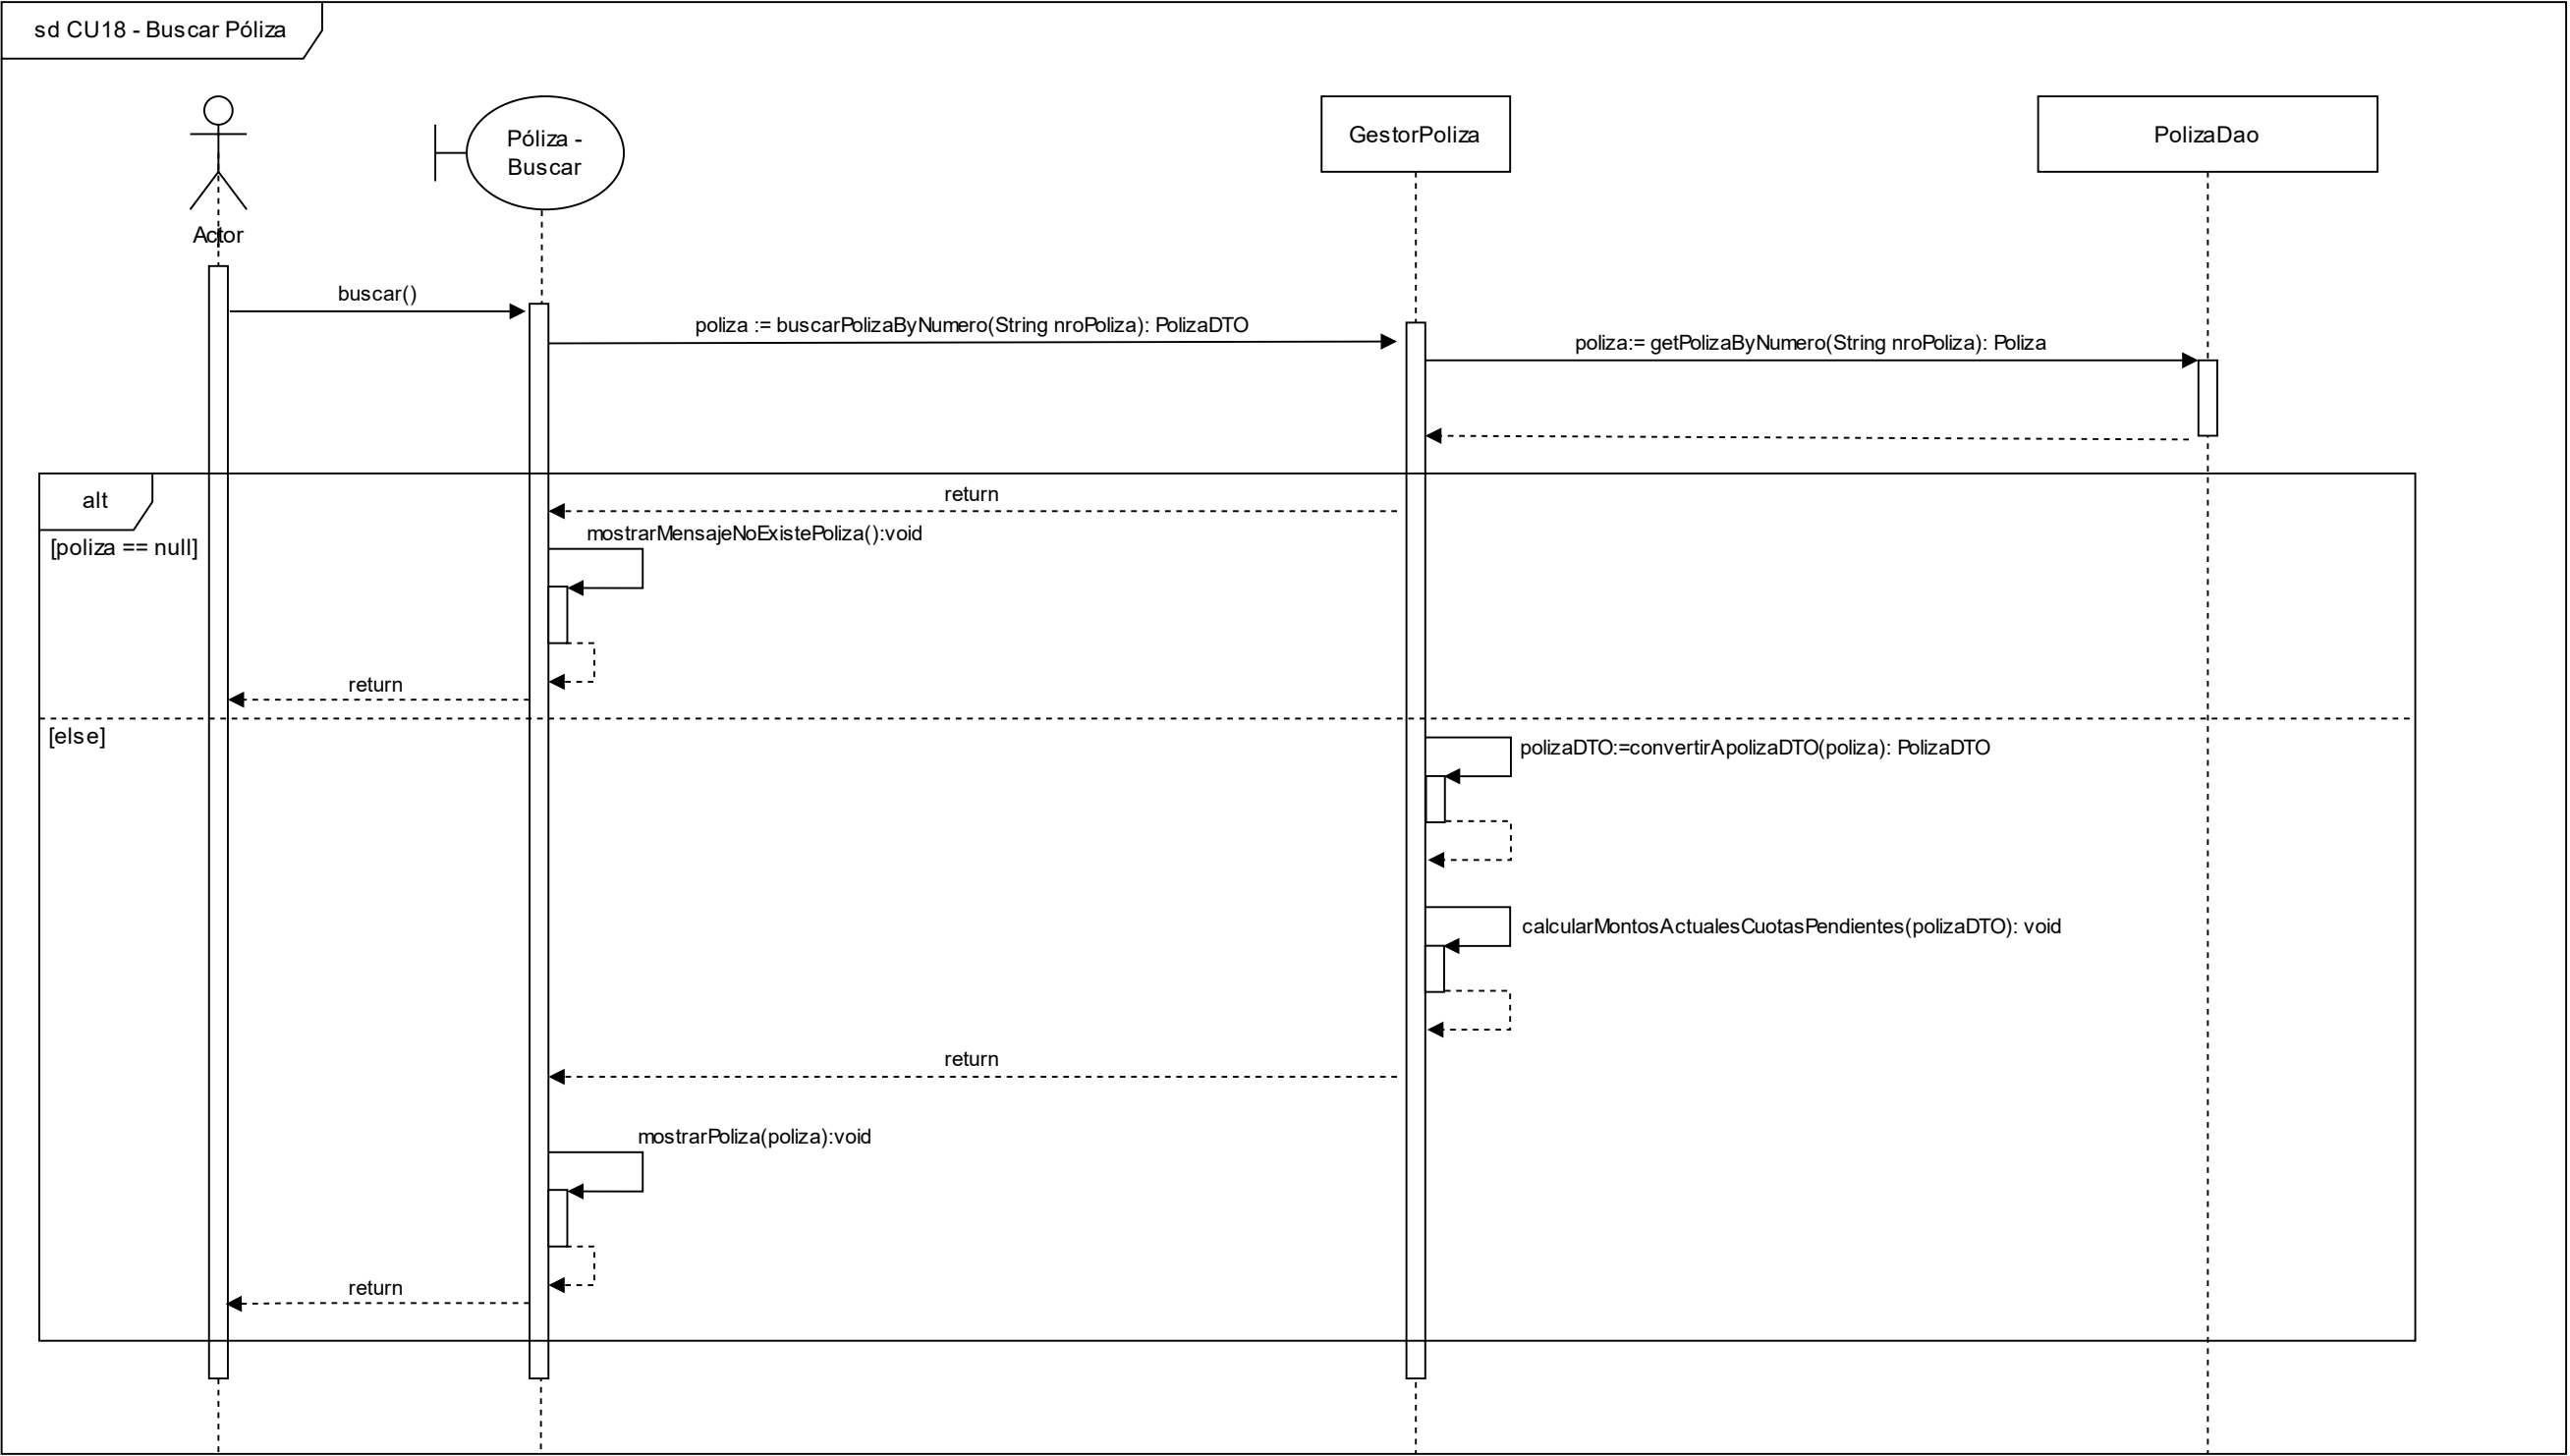 sd CU18 - Buscar Póliza
Póliza -
Buscar
GestorPoliza
PolizaDao
Actor
buscar()
poliza := buscarPolizaByNumero(String nroPoliza): PolizaDTO
poliza:= getPolizaByNumero(String nroPoliza): Poliza
alt
return
mostrarMensajeNoExistePoliza():void
[poliza == null]
return
[else]
polizaDTO:=convertirApolizaDTO(poliza): PolizaDTO
calcularMontosActualesCuotasPendientes(polizaDTO): void
return
mostrarPoliza(poliza):void
return